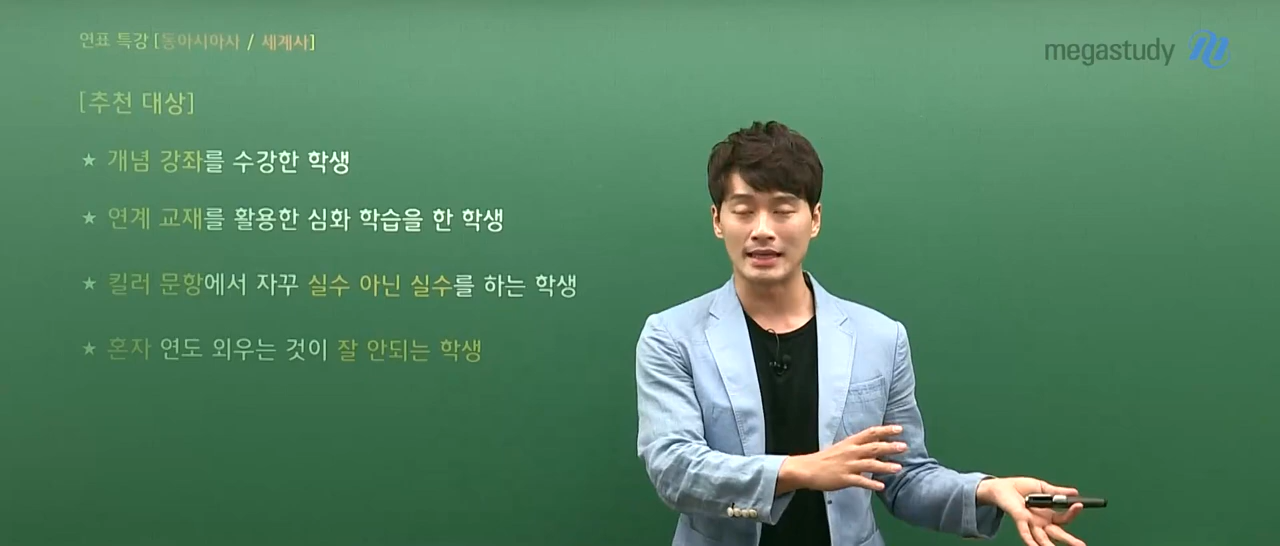 연표 특강 [동아시아사 / 세계사]
megastudy
[추천 대상]
★ 개념 강좌를 수강한 학생
★ 연계 교재를 활용한 심화 학습을 한 학생
★ 킬러 문항에서 자꾸 실수 아닌 실수를 하는 학생
★ 혼자 연도 외우는 것이 잘 안되는 학생